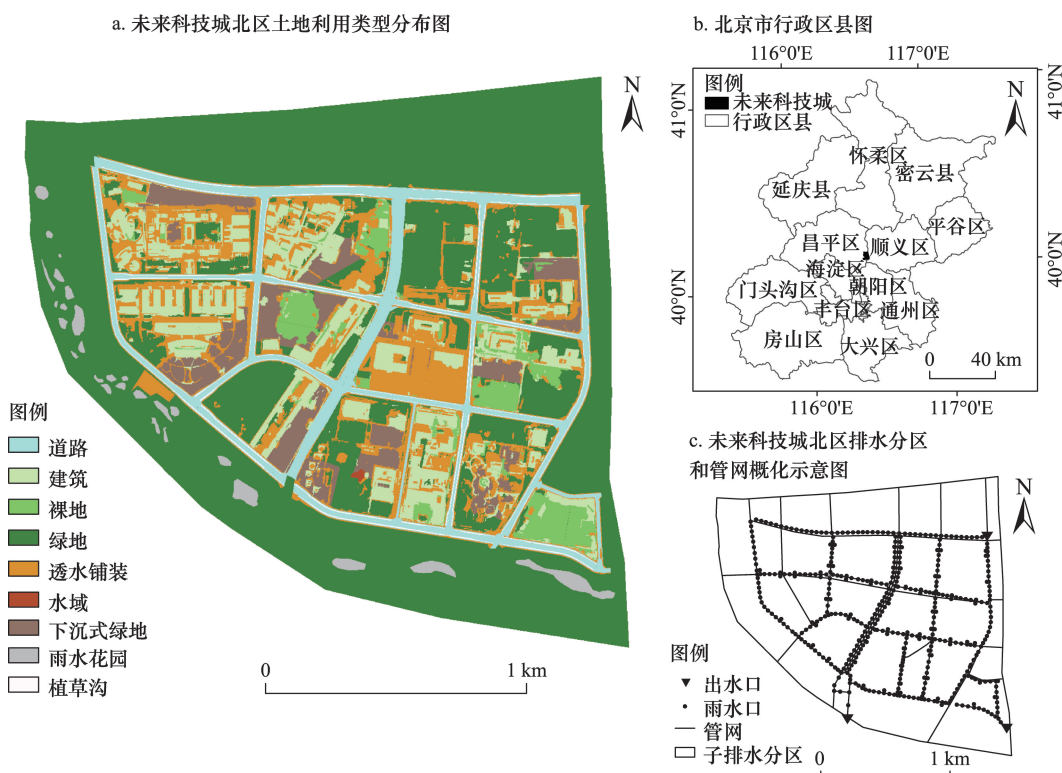 a. 未来科技城北区土地利用类型分布图
N
图例
道路
建筑
裸地
绿地
透水铺装
水域
下沉式绿地
雨水花园
植草沟
0 1 km
b. 北京市行政区县图
116°0'E 117°0'E
图例
未来科技城
行政区县
N
41°0'N
41°0'N
怀柔区
密云县
延庆县
平谷区
昌平区
顺义区
海淀区
朝阳区
门头沟区
丰台区
通州区
房山区
大兴区
40°0'N
40°0'N
0 40 km
116°0'E 117°0'E
c. 未来科技城北区排水分区
和管网概化示意图
N
图例
出水口
雨水口
管网
子排水分区
0 1 km